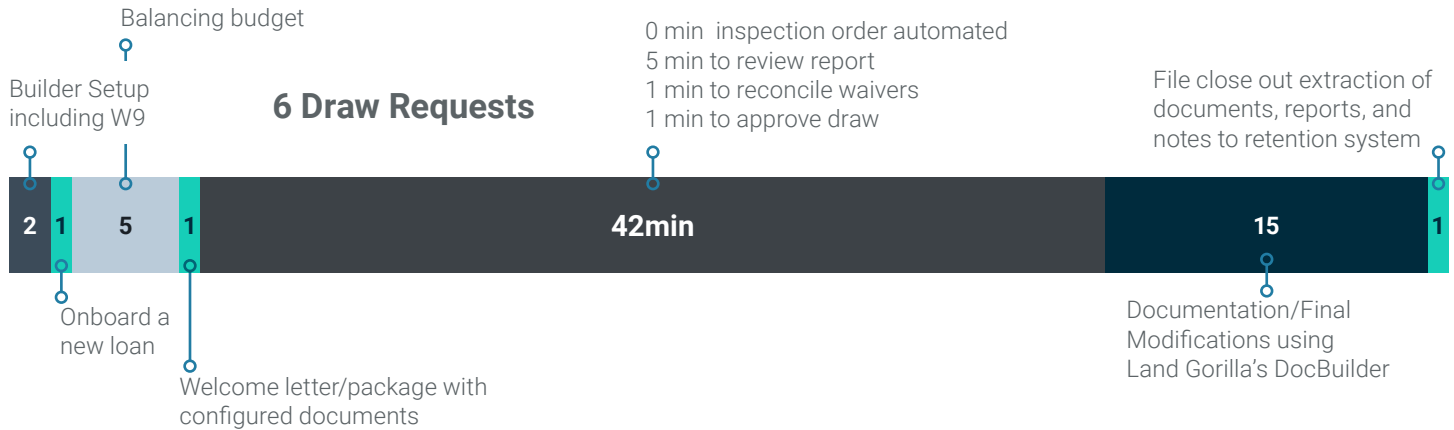 Balancing budget
Builder Setup
including W9
6 Draw Requests
0 min inspection order automated
5 min to review report
1 min to reconcile waivers
1 min to approve draw
File close out extraction of
documents, reports, and
notes to retention system
2
1
5
1
42min
15
1
Onboard a
new loan
Welcome letter/package with
configured documents
Documentation/Final
Modifications using
Land Gorilla's DocBuilder